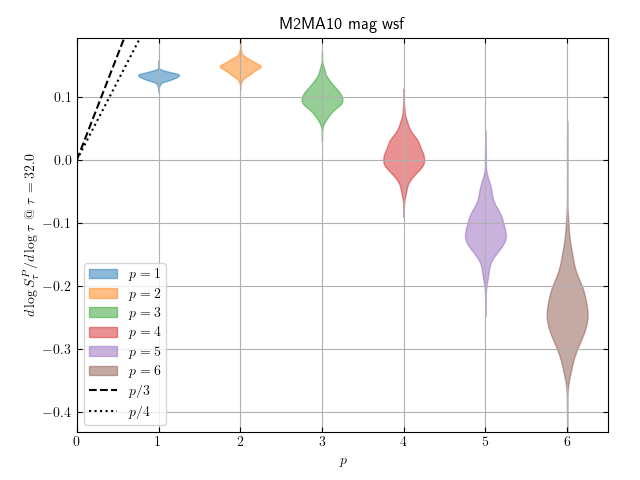 M2MA10 mag wsf
d log S_τ^P / d log τ @ τ = 32.0
0.1
0.0
−0.1
−0.2
−0.3
−0.4
p = 1
p = 2
p = 3
p = 4
p = 5
p = 6
p/3
p/4
0 1 2 3 4 5 6
p